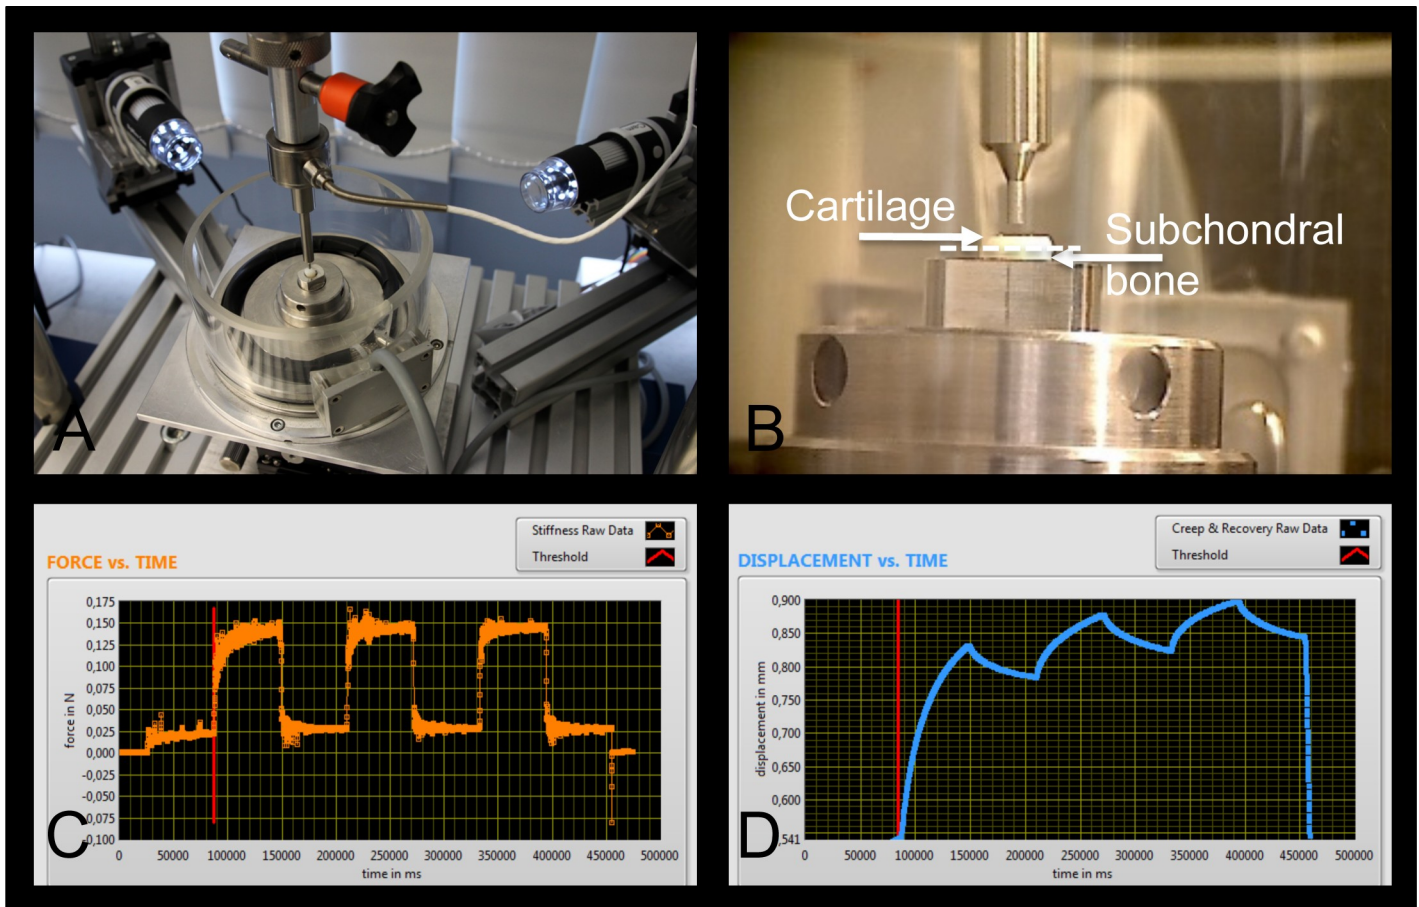 A
Cartilage
Subchondral
bone
B
Stiffness Raw Data
Threshold
FORCE vs. TIME
0,175
0,150
0,125
0,100
0,075
0,050
0,025
0,000
-0,025
-0,050
0,075
0,100
force in N
C
0 50000 100000 150000 200000 250000 300000 350000 400000 450000 500000
time in ms
Creep & Recovery Raw Data
Threshold
DISPLACEMENT vs. TIME
0,900
0,850
0,800
0,750
0,700
0,650
0,600
,541
displacement in mm
D
0 50000 100000 150000 200000 250000 300000 350000 400000 450000 500000
time in ms